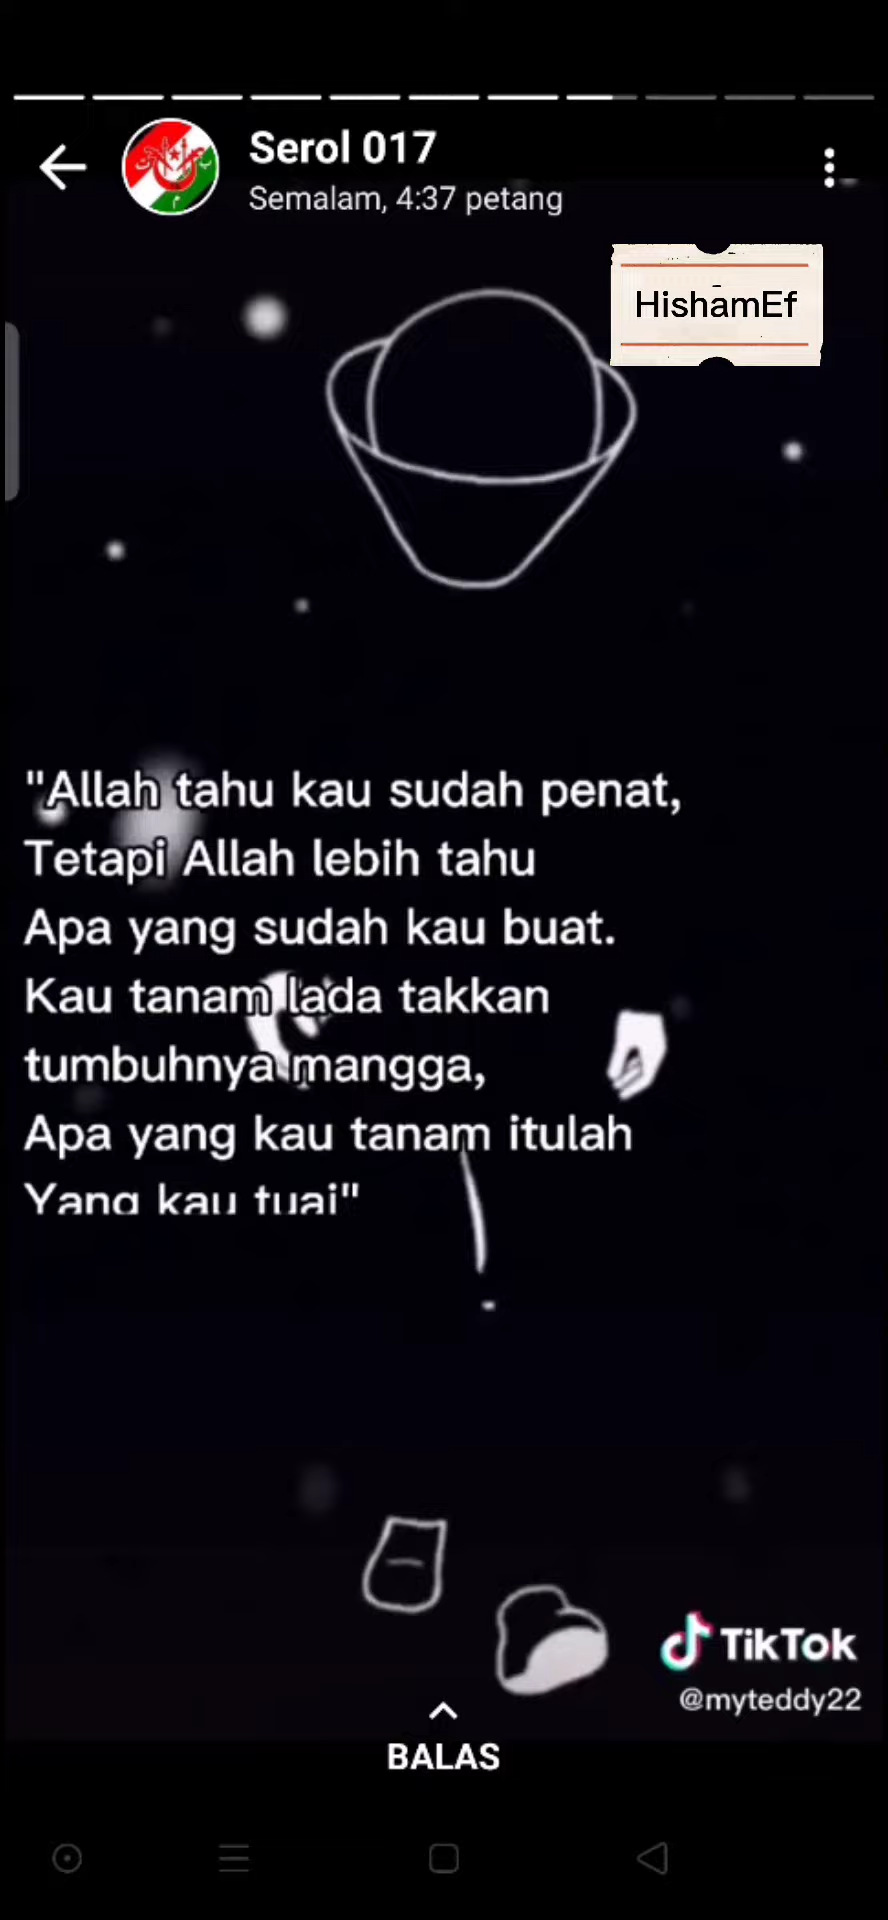 Serol 017
Semalam, 4:37 petang
HishamEf
"Allah tahu kau sudah penat,
Tetapi Allah lebih tahu
Apa yang sudah kau buat.
Kau tanam lada takkan
tumbuhnya mangga,
Apa yang kau tanam itulah
Yang kau tuai"
TikTok
@myteddy22
BALAS